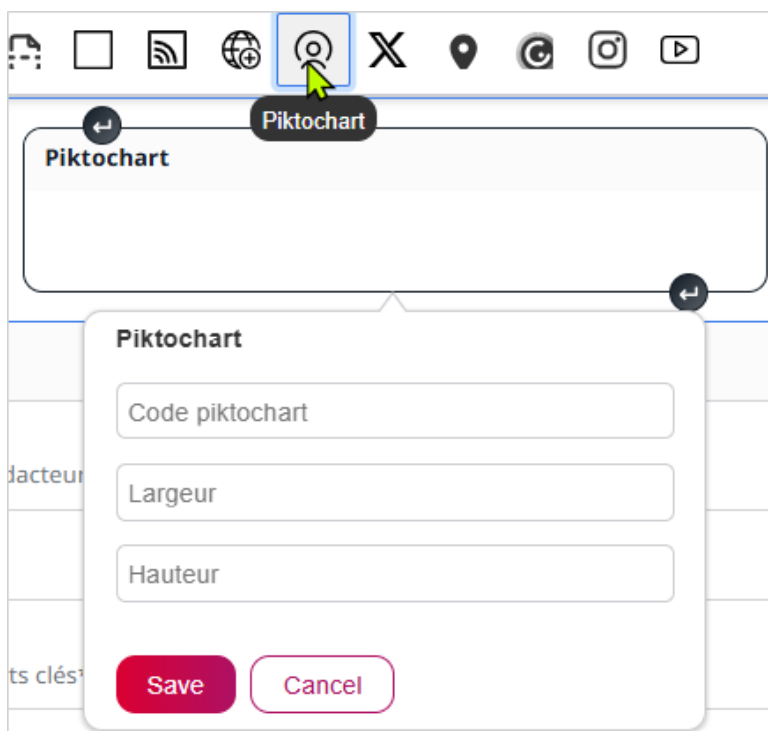 Piktochart
Piktochart
Piktochart
Code piktochart
Largeur
dacteur
Hauteur
ts clés*
Save
Cancel